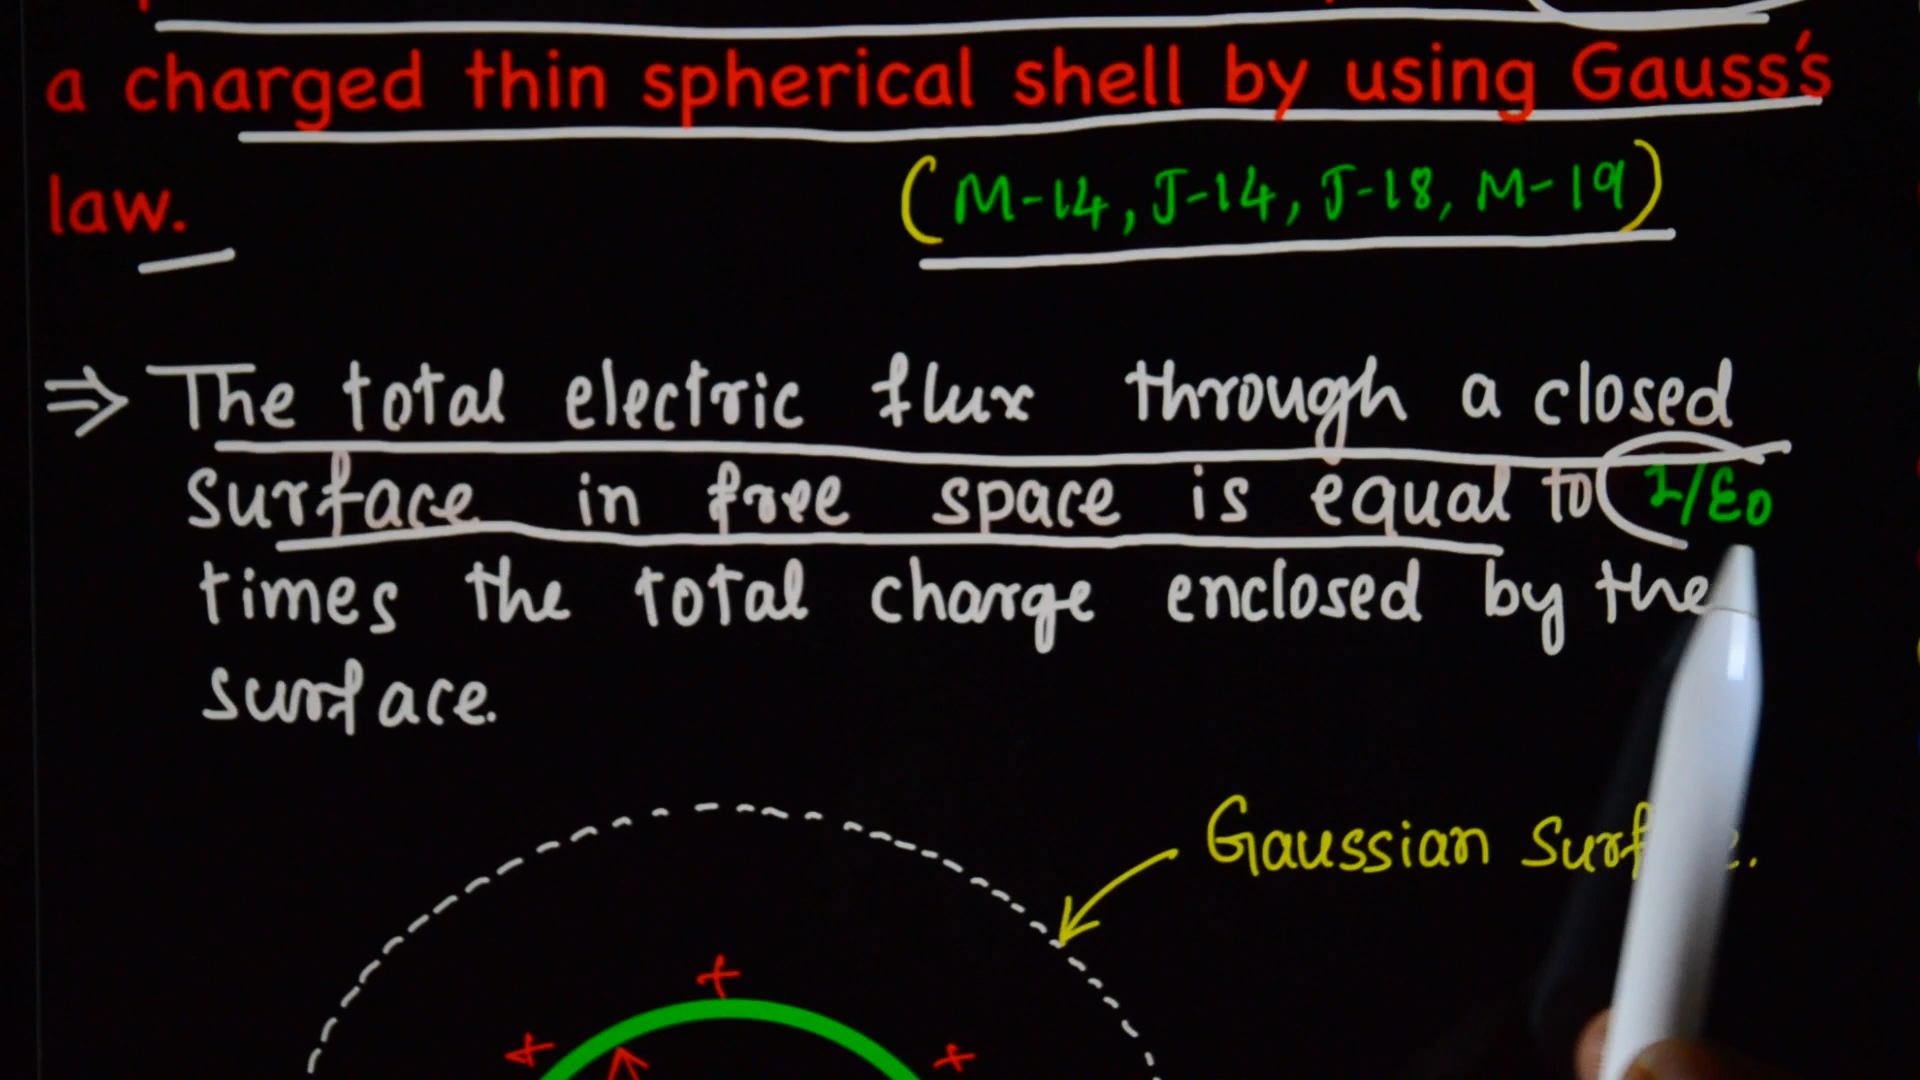 a charged thin spherical shell by using Gauss's
law.
(M-14, J-14, J-18, M-19)
⇒ The total electric flux through a closed
surface in free space is equal to 1/ε0
times the total charge enclosed by the
surface.
Gaussian
+
+ +